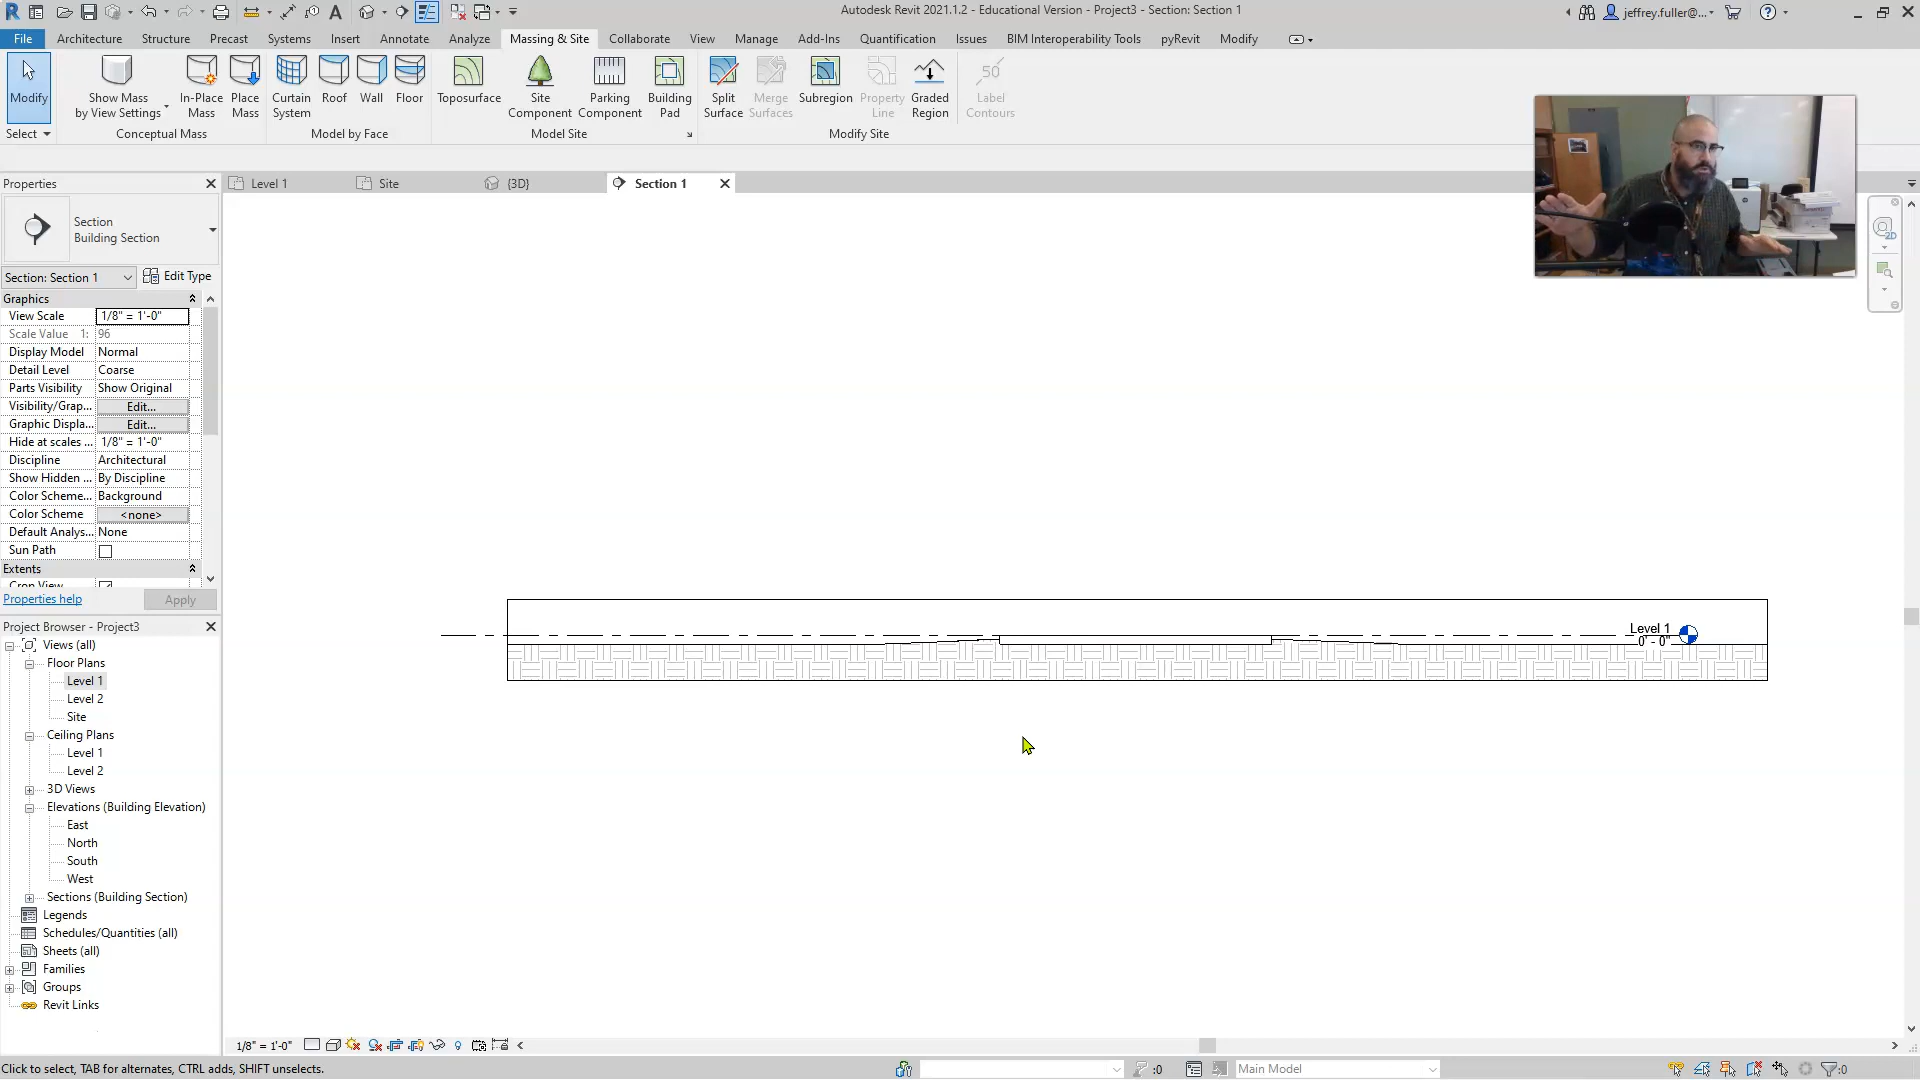 Autodesk Revit 2021.1.2 - Educational Version - Project3 - Section: Section 1
jeffrey.fuller@...
File Architecture Structure Precast Systems Insert Annotate Analyze Massing & Site Collaborate View Manage Add-Ins Quantification Issues BIM Interoperability Tools pyRevit Modify
Modify
Show Mass by View Settings
In-Place Mass
Place Mass
Curtain System
Roof
Wall
Floor
Toposurface
Site Component
Parking Component
Building Pad
Split Surface
Merge Surfaces
Subregion
Property Line
Graded Region
50
Label Contours
Select
Conceptual Mass
Model by Face
Model Site
Modify Site
Properties
Level 1
Site
{3D}
Section 1
Section
Building Section
Section: Section 1
Edit Type
Graphics
View Scale 1/8" = 1'-0"
Scale Value 1: 96
Display Model Normal
Detail Level Coarse
Parts Visibility Show Original
Visibility/Grap... Edit...
Graphic Displa... Edit...
Hide at scales ... 1/8" = 1'-0"
Discipline Architectural
Show Hidden ... By Discipline
Color Scheme... Background
Color Scheme <none>
Default Analys... None
Sun Path
Extents
Crop View
Properties help
Apply
Project Browser - Project3
Views (all)
Floor Plans
Level 1
Level 2
Site
Ceiling Plans
Level 1
Level 2
3D Views
Elevations (Building Elevation)
East
North
South
West
Sections (Building Section)
Legends
Schedules/Quantities (all)
Sheets (all)
Families
Groups
Revit Links
Level 1
0' - 0"
2D
1/8" = 1'-0"
Click to select, TAB for alternates, CTRL adds, SHIFT unselects.
:0
Main Model
:0